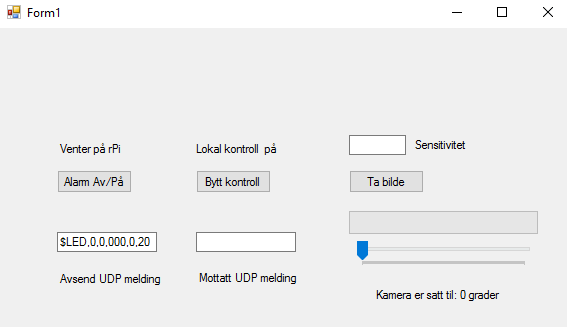 Form1
Venter på rPi
Lokal kontroll  på
Sensitivitet
Alarm Av/På
Bytt kontroll
Ta bilde
$LED,0,0,000,0,20
Avsend UDP melding
Mottatt UDP melding
Kamera er satt til: 0 grader